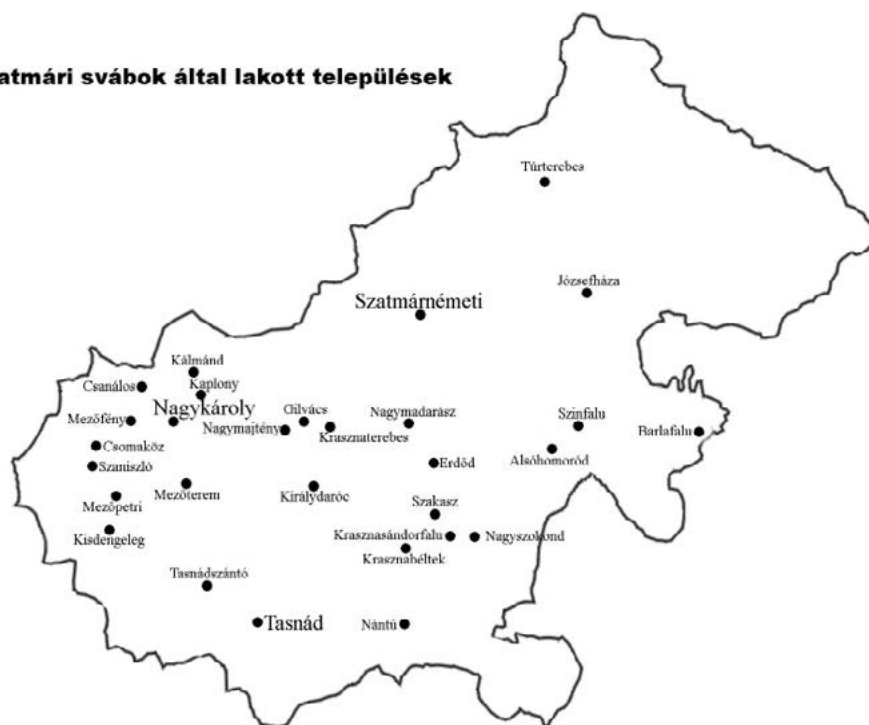 atmári svábok által lakott települések
Túrterebes
Józsefháza
Szatmárnémeti
Kálmánd
Csanálos
Kaplony
Nagykároly
Mezőfény
Gilvács
Nagymadarász
Szinfalu
Nagymajtény
Krasznaterebes
Barlafalu
Csomaköz
Alsóhomoród
Szaniszló
Erdőd
Mezőterem
Királydaróc
Mezőpetri
Szakasz
Kisdengeleg
Krasznasándorfalu
Nagyszokond
Krasznabéltek
Tasnádszántó
Tasnád
Nántű